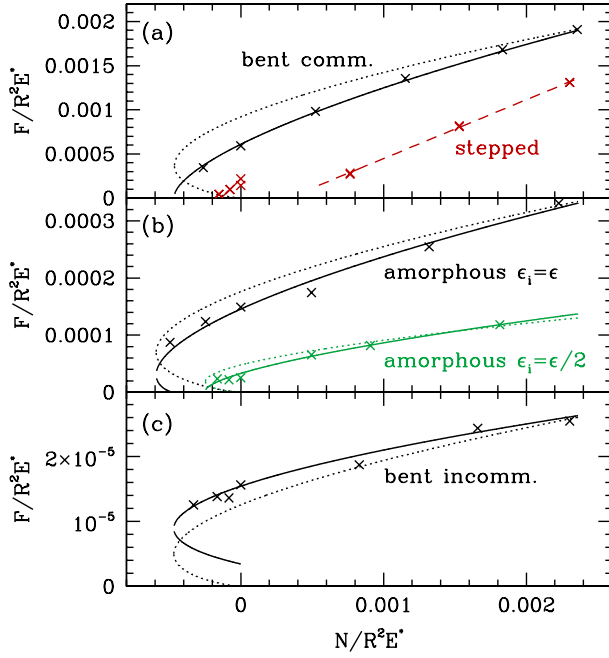 (a)
bent comm.
stepped
0.002
0.0015
0.001
0.0005
0
F/R²E*
(b)
amorphous ϵᵢ=ϵ
amorphous ϵᵢ=ϵ/2
0.0003
0.0002
0.0001
0
F/R²E*
(c)
bent incomm.
2×10⁻⁵
10⁻⁵
0
F/R²E*
0
0.001
0.002
N/R²E*